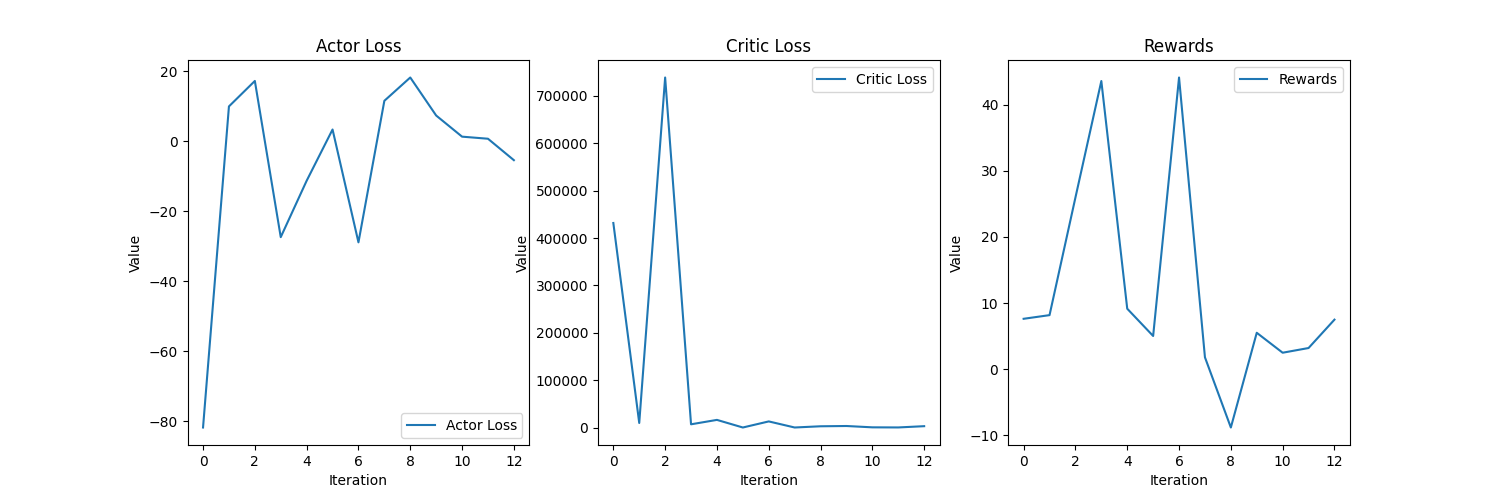 Actor Loss
20
0
−20
−40
−60
−80
Value
0 2 4 6 8 10 12
Iteration
Actor Loss
Critic Loss
700000
600000
500000
400000
300000
200000
100000
0
Value
0 2 4 6 8 10 12
Iteration
Critic Loss
Rewards
40
30
20
10
0
−10
Value
0 2 4 6 8 10 12
Iteration
Rewards